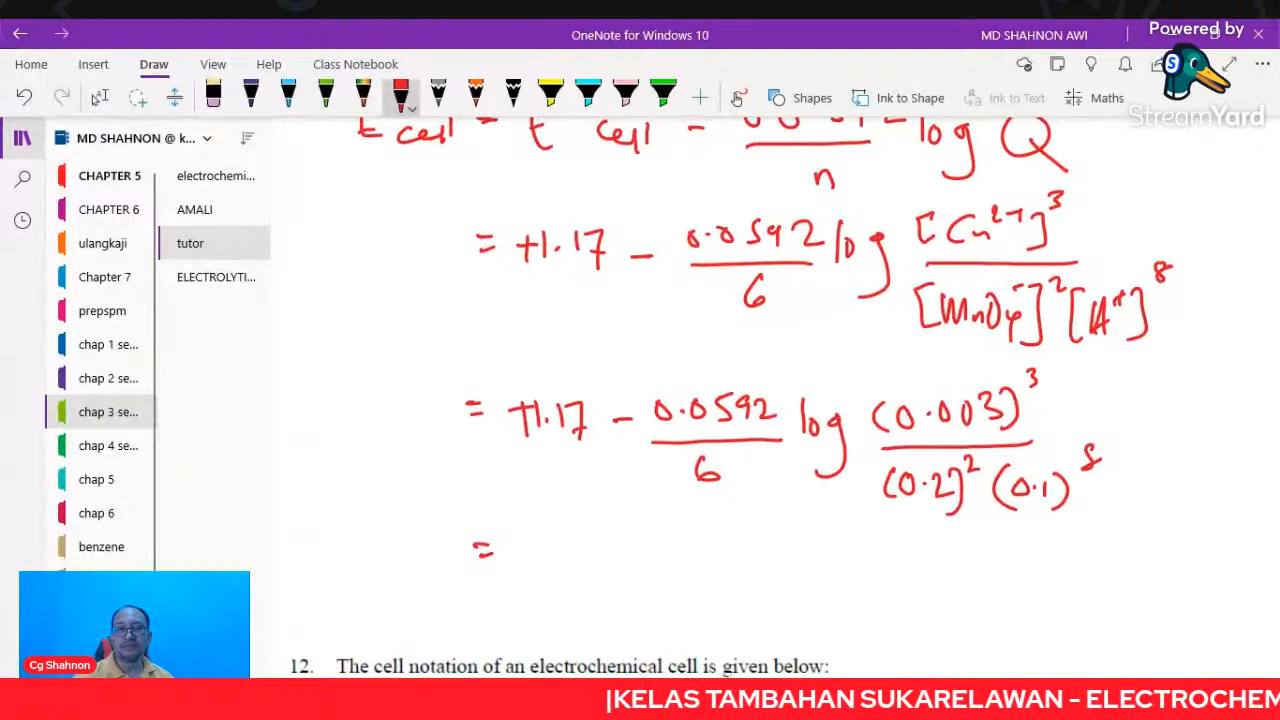 OneNote for Windows 10
MD SHAHNON AWI
Powered by
StreamYard
Home Insert Draw View Help Class Notebook
Shapes Ink to Shape Ink to Text Maths
MD SHAHNON @ k...
CHAPTER 5
CHAPTER 6
ulangkaji
Chapter 7
prepspm
chap 1 se...
chap 2 se...
chap 3 se...
chap 4 se...
chap 5
chap 6
benzene
electrochemi...
AMALI
tutor
ELECTROLYTI...
E cell = E° cell - 0.0592/n log Q
= +1.17 - 0.0592/6 log [Cu²⁺]³/[MnO₄⁻]²[H⁺]⁸
= +1.17 - 0.0592/6 log (0.003)³/(0.2)²(0.1)⁸
=
12. The cell notation of an electrochemical cell is given below:
Cg Shahnon
|KELAS TAMBAHAN SUKARELAWAN - ELECTROCHEM